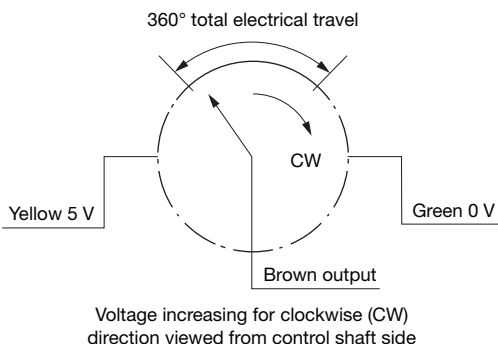 360° total electrical travel
CW
Yellow 5 V
Green 0 V
Brown output
Voltage increasing for clockwise (CW)
direction viewed from control shaft side